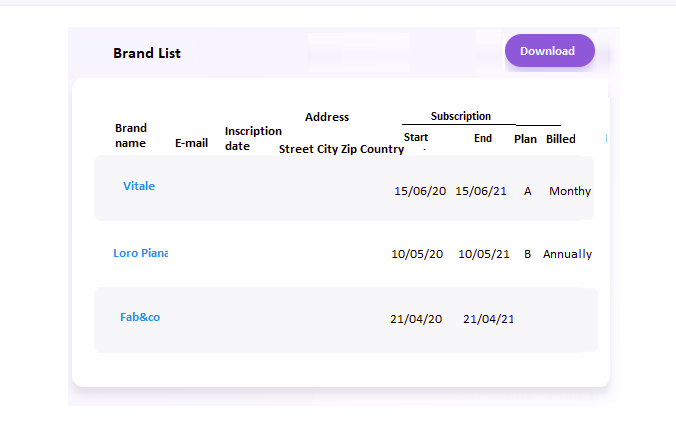 Brand List
Download
Address
Subscription
Brand name
E-mail
Inscription date
Street City Zip Country
Start
End
Plan
Billed
Vitale 15/06/20 15/06/21 A Monthy
Loro Piana 10/05/20 10/05/21 B Annually
Fab&co 21/04/20 21/04/21